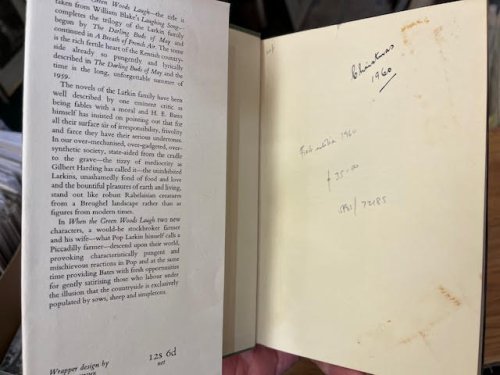 Green Woods Laugh—the title is
taken from William Blake's Laughing Song—
completes the trilogy of the Larkin family
begun by The Darling Buds of May and
continued in A Breath of French Air. The scene
is the rich fertile heart of the Kentish country-
side already so pungently and lyrically
described in The Darling Buds of May and the
time is the long, unforgettable summer of
1959.
The novels of the Larkin family have been
well described by one eminent critic as
being fables with a moral and H. E. Bates
himself has insisted on pointing out that for
all their surface air of irresponsibility, frivolity
and farce they have their serious undertones.
In our over-mechanised, over-gadgeted, over-
synthetic society, state-aided from the cradle
to the grave—the tizzy of mediocrity as
Gilbert Harding has called it—the uninhibited
Larkins, unashamedly fond of food and love
and the bountiful pleasures of earth and living,
stand out like robust Rabelaisian creatures
from a Breughel landscape rather than as
figures from modern times.
In When the Green Woods Laugh two new
characters, a would-be stockbroker farmer
and his wife—what Pop Larkin himself calls a
Piccadilly farmer—descend upon their world,
provoking characteristically pungent and
mischievous reactions in Pop and at the same
time providing Bates with fresh opportunities
for gently satirising those who labour under
the illusion that the countryside is exclusively
populated by sows, sheep and simpletons.
Wrapper design by
12s 6d
net
Christmas
1960
First edition 1960
£35.00